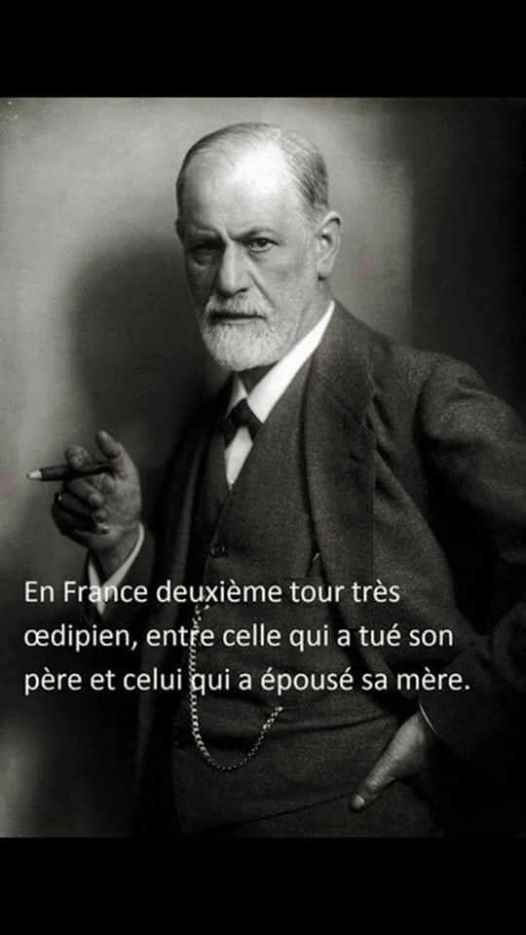 En France deuxième tour très
œdipien, entre celle qui a tué son
père et celui qui a épousé sa mère.